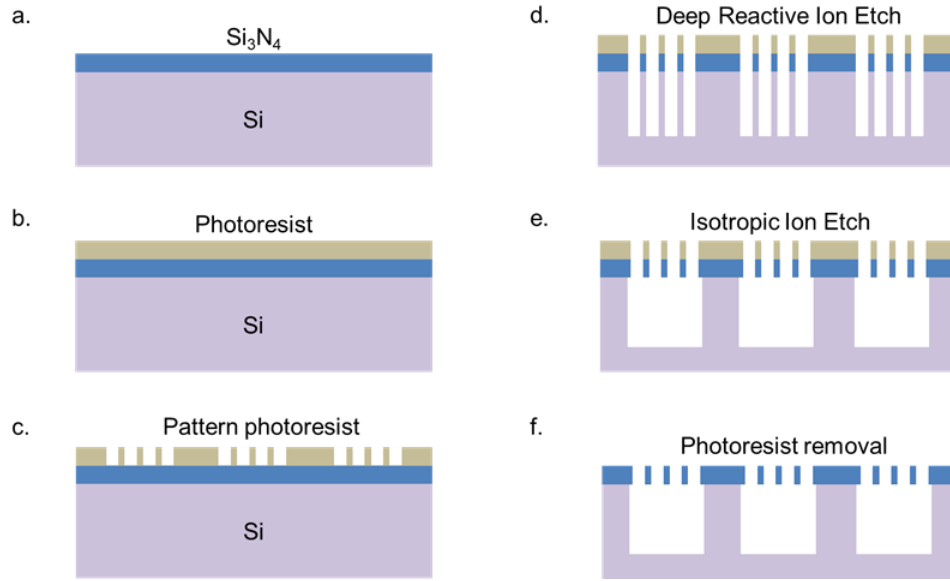 a.
Si₃N₄
Si
b.
Photoresist
Si
c.
Pattern photoresist
Si
d.
Deep Reactive Ion Etch
e.
Isotropic Ion Etch
f.
Photoresist removal